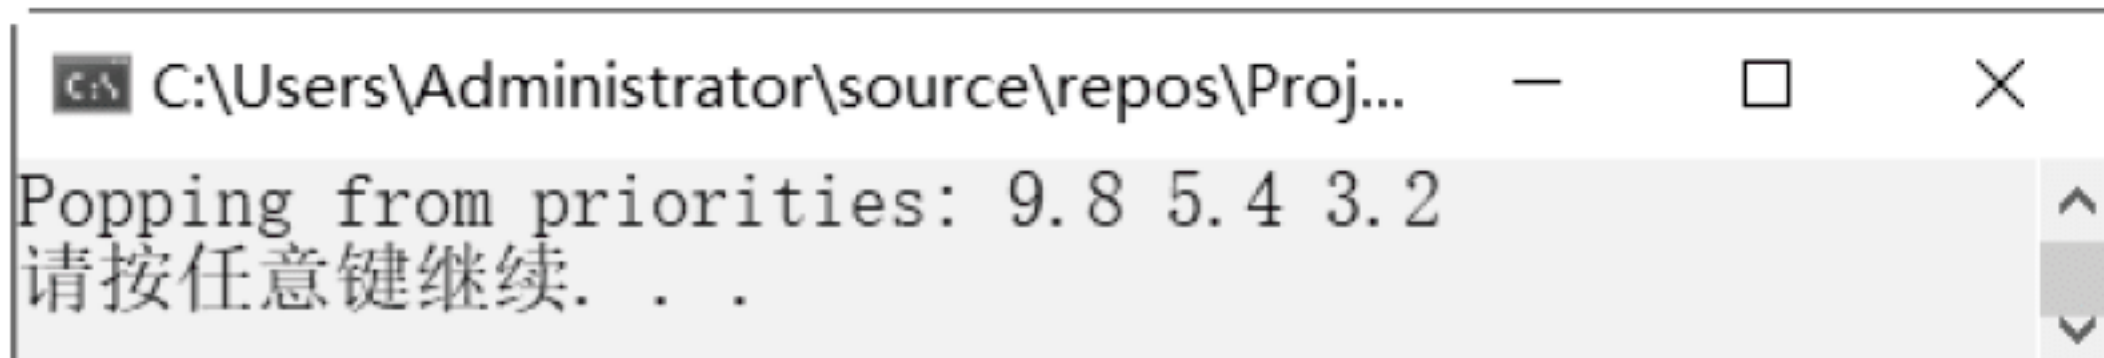 C:\Users\Administrator\source\repos\Proj...
Popping from priorities: 9.8 5.4 3.2
请按任意键继续. . .